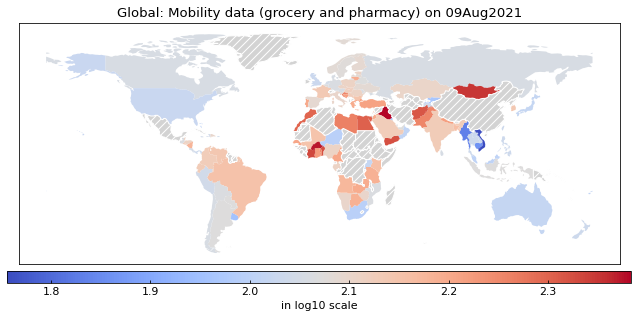 Global: Mobility data (grocery and pharmacy) on 09Aug2021
1.8 1.9 2.0 2.1 2.2 2.3
in log10 scale